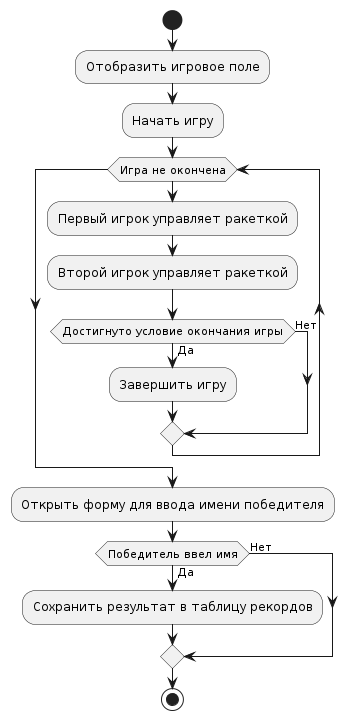 Отобразить игровое поле
Начать игру
Игра не окончена
Первый игрок управляет ракеткой
Второй игрок управляет ракеткой
Достигнуто условие окончания игры
Нет
Да
Завершить игру
Открыть форму для ввода имени победителя
Победитель ввел имя
Нет
Да
Сохранить результат в таблицу рекордов